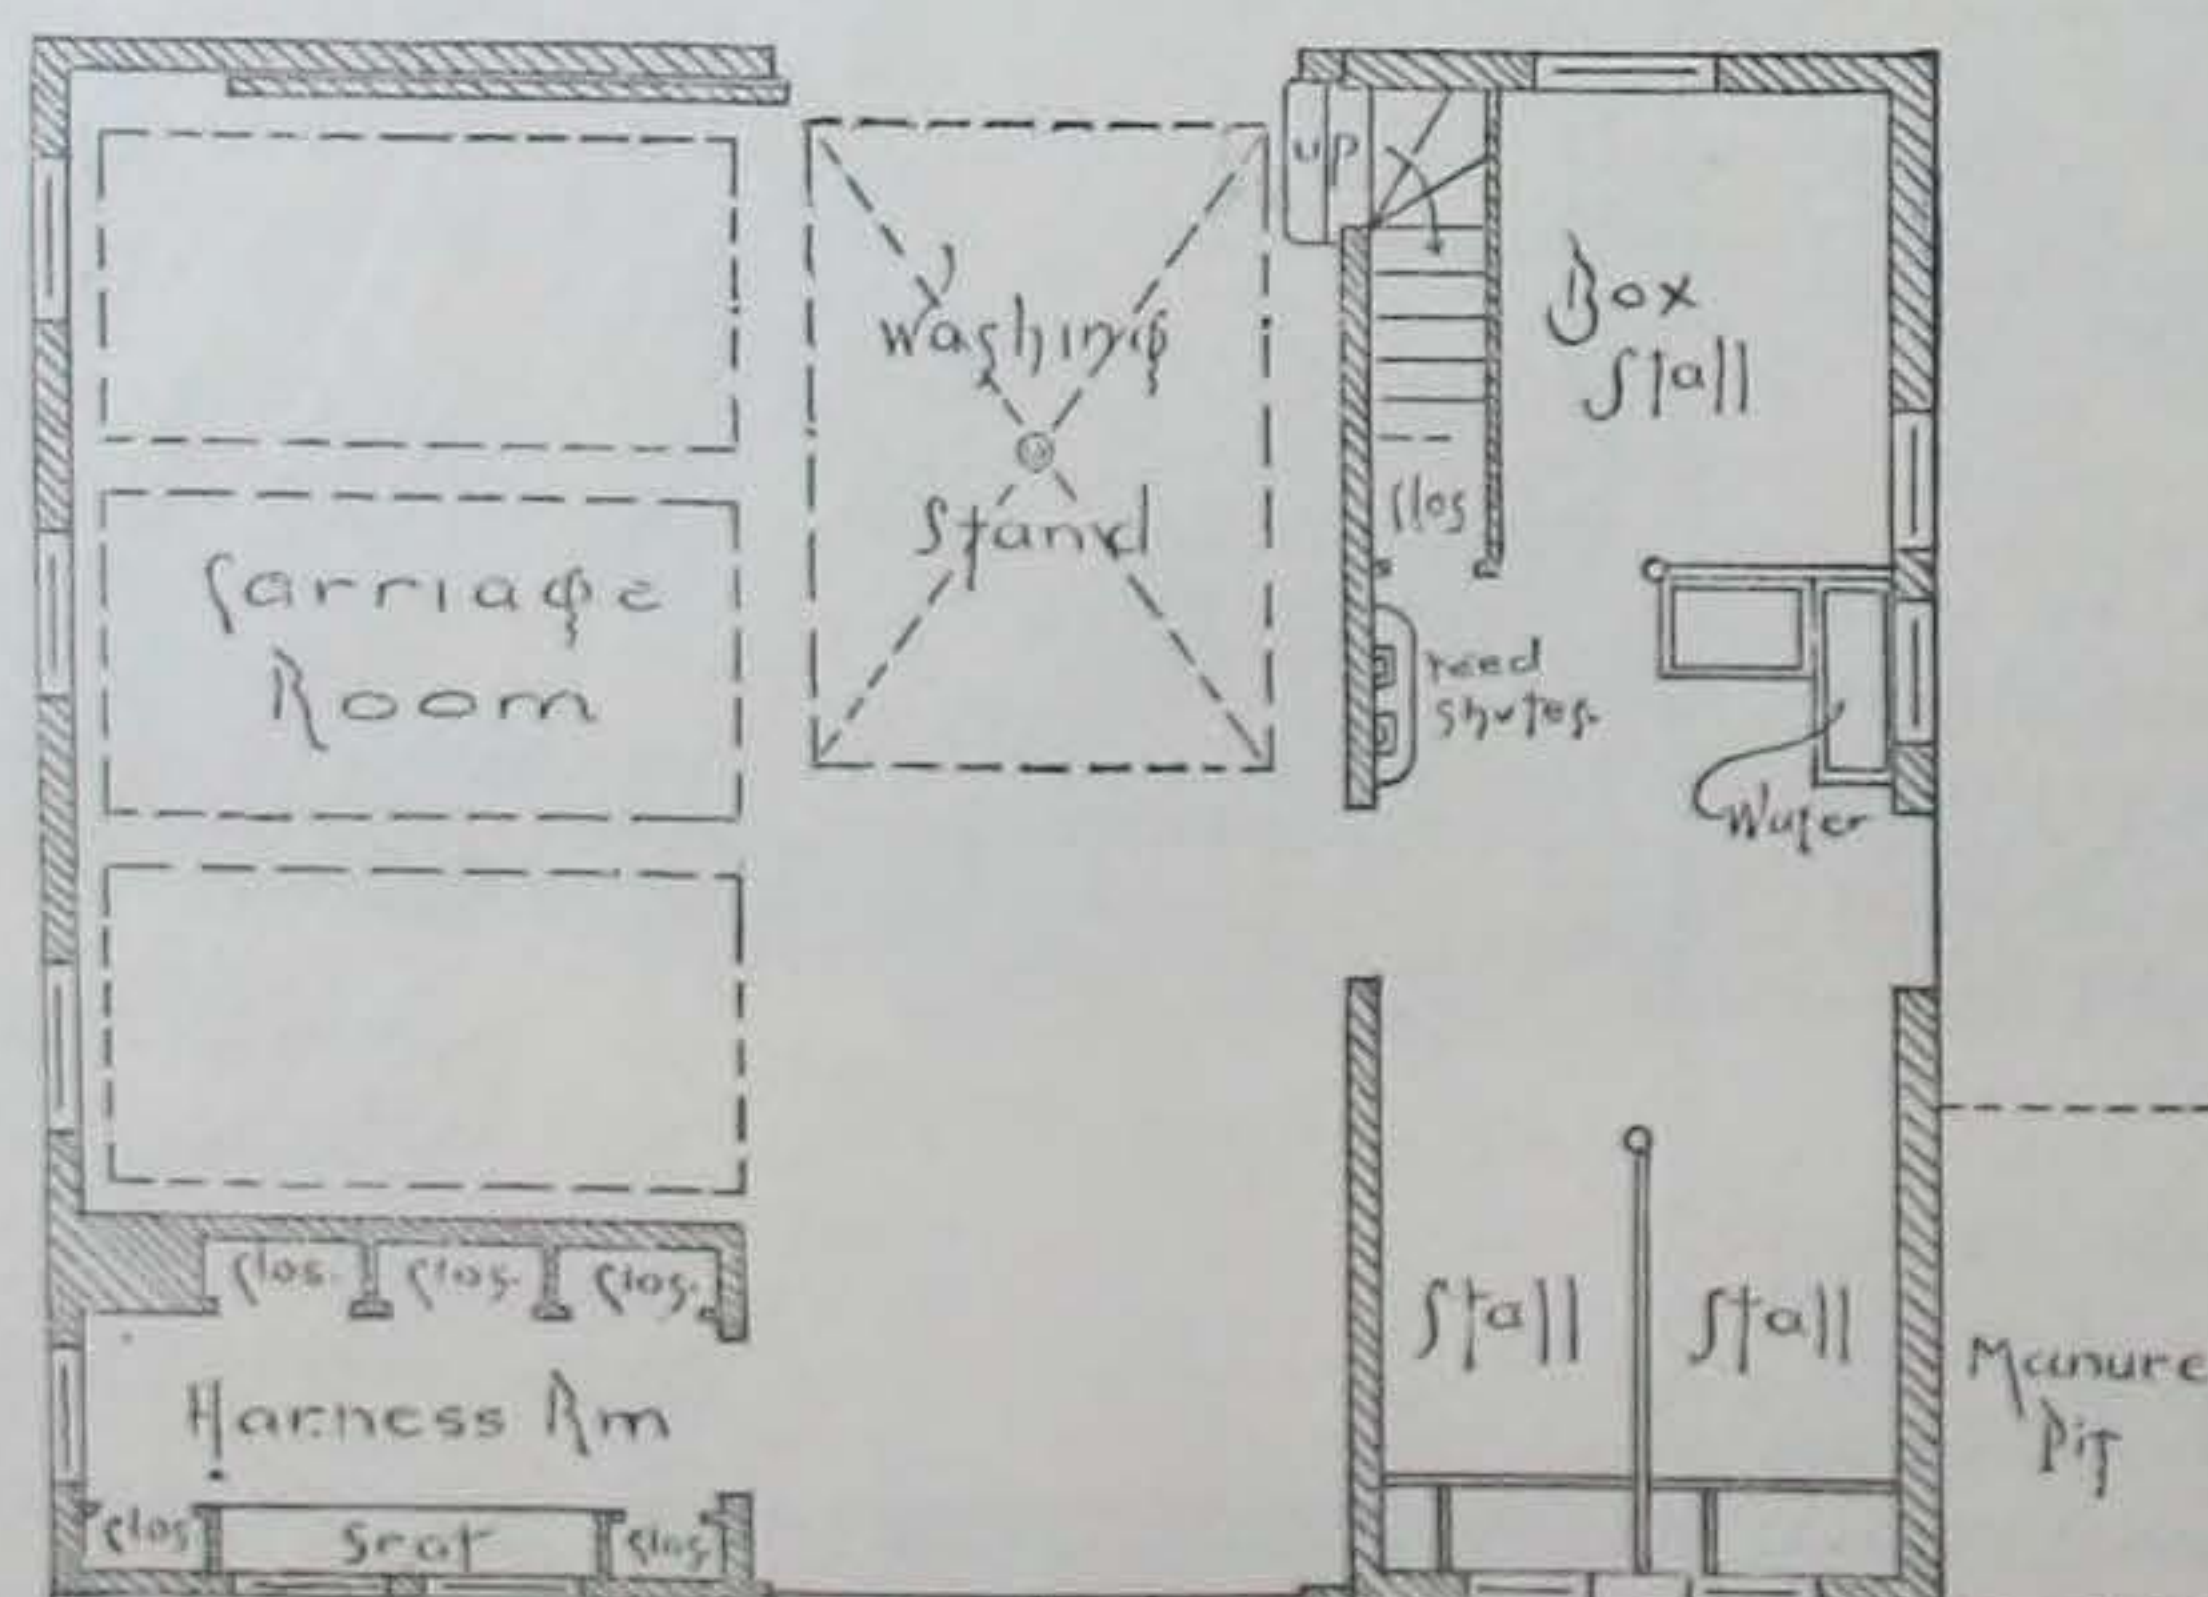 up
Washing
Stand
Box
Stall
Clos
Carriage
Room
Feed
Shutes.
Water
Clos.
Clos.
Clos.
Harness Rm
Stall
Stall
Manure
Pit
Clos
Seat
Clos